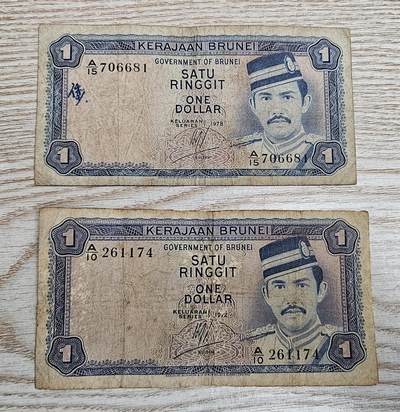 1 KERAJAAN BRUNEI 1
A/15 706681
GOVERNMENT OF BRUNEI
SATU
RINGGIT
ONE
DOLLAR
KELUARAN
SERIES 1978
A/15 706681
1 1
1 KERAJAAN BRUNEI 1
A/10 261174
GOVERNMENT OF BRUNEI
SATU
RINGGIT
ONE
DOLLAR
KELUARAN
SERIES 1972
A/10 261174
1 1